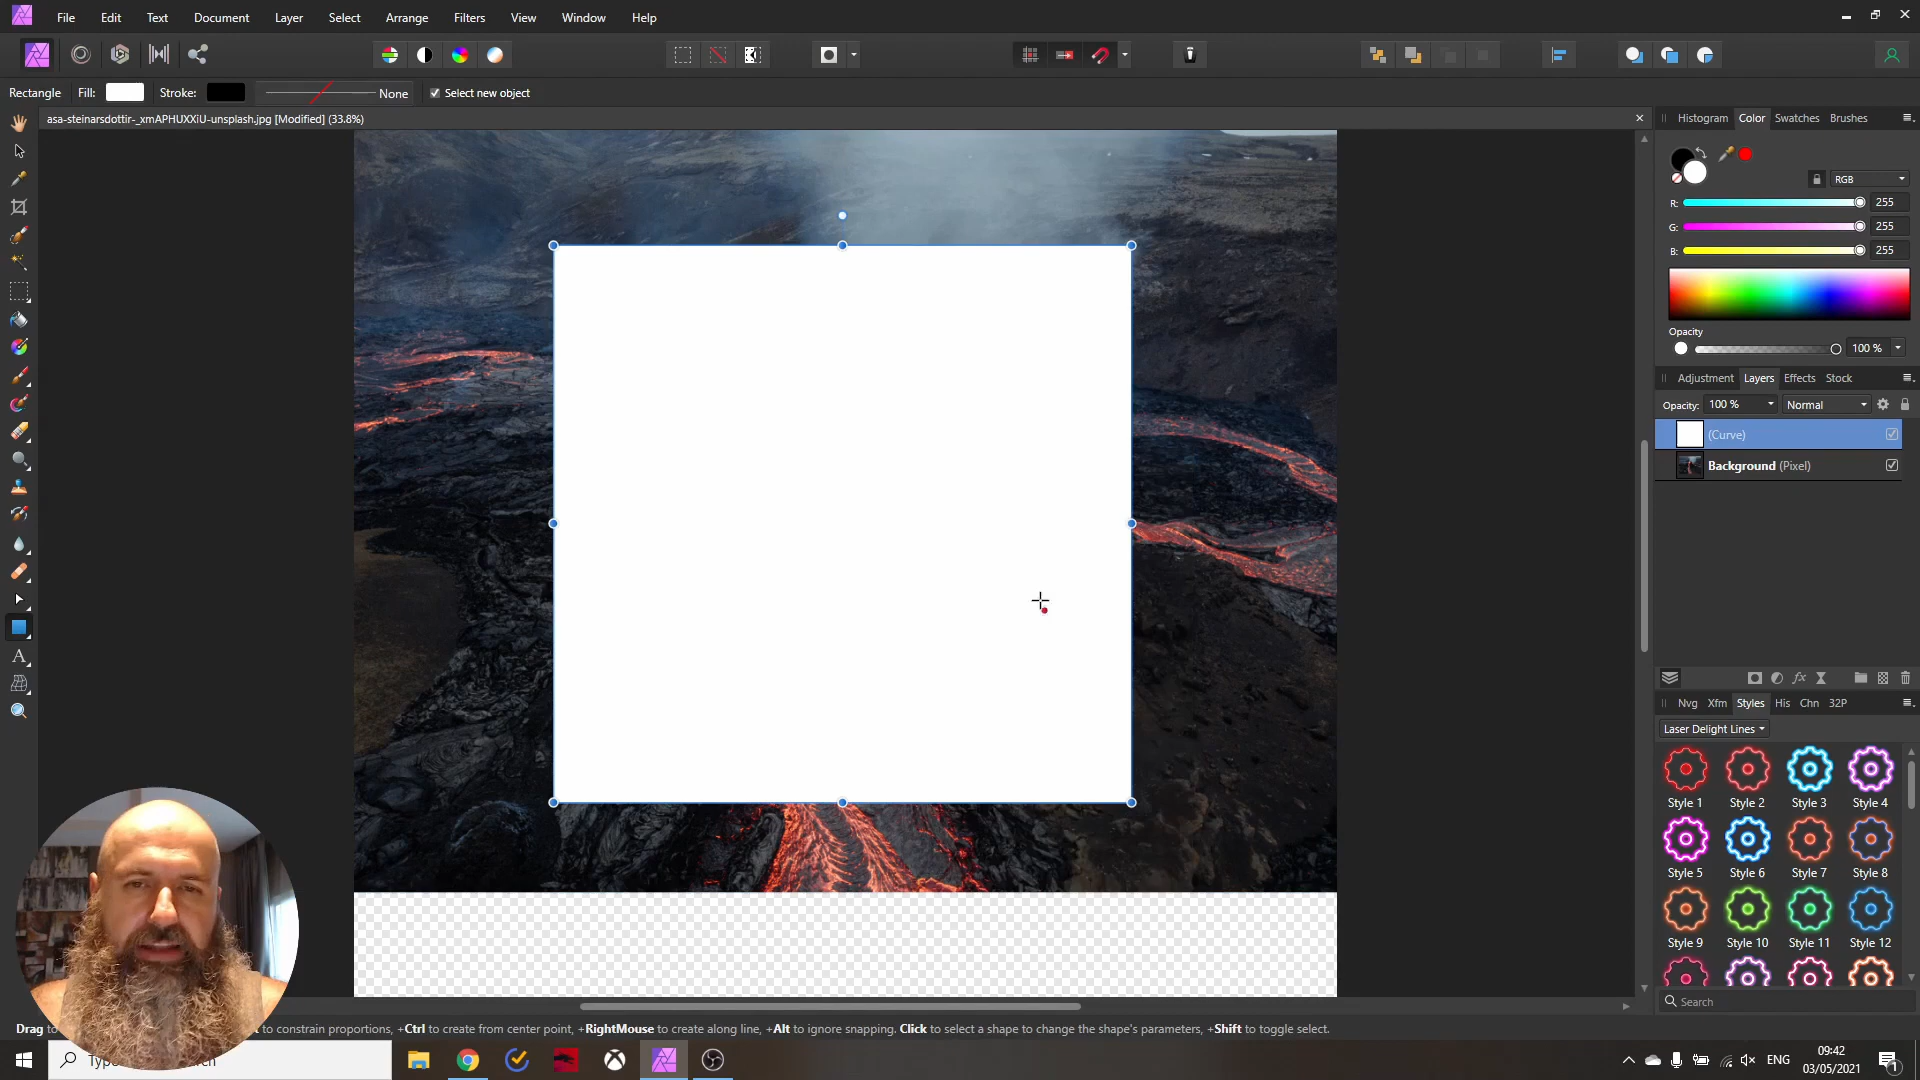 File Edit Text Document Layer Select Arrange Filters View Window Help
Rectangle Fill: Stroke: None Select new object
asa-steinarsdottir-_xmAPHUXXiU-unsplash.jpg [Modified] (33.8%)
Histogram Color Swatches Brushes
RGB
R: 255
G: 255
B: 255
Opacity
100 %
Adjustment Layers Effects Stock
Opacity: 100 % Normal
(Curve)
Background (Pixel)
fx
Nvg Xfm Styles His Chn 32P
Laser Delight Lines
Style 1 Style 2 Style 3 Style 4
Style 5 Style 6 Style 7 Style 8
Style 9 Style 10 Style 11 Style 12
Search
Drag to constrain proportions, +Ctrl to create from center point, +RightMouse to create along line, +Alt to ignore snapping. Click to select a shape to change the shape's parameters, +Shift to toggle select.
ENG
09:42
03/05/2021
1